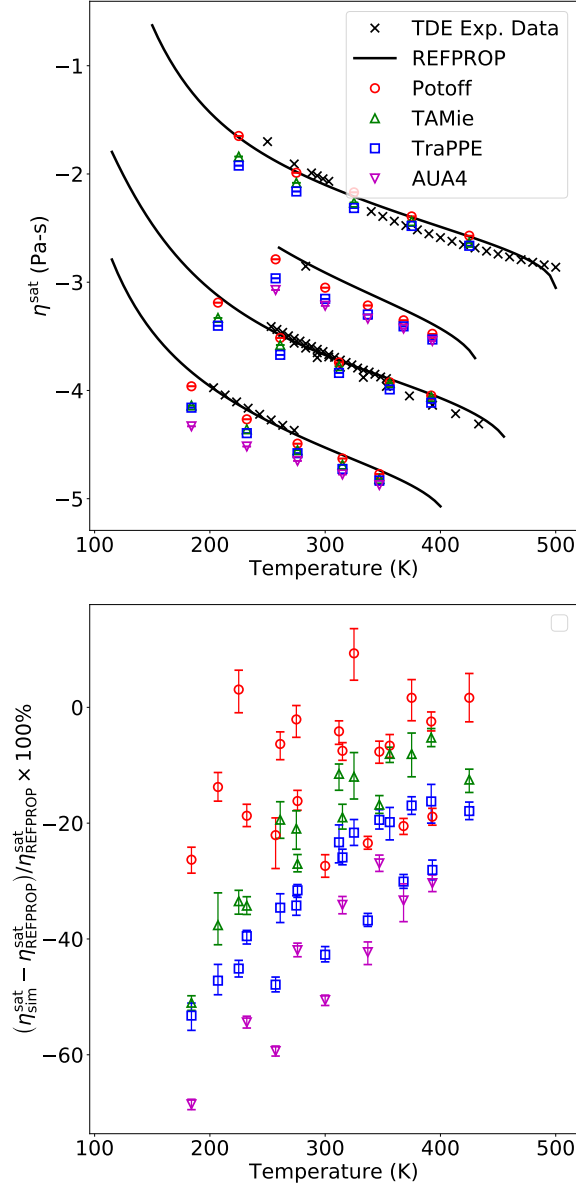 −1
−2
−3
−4
−5
η^sat (Pa-s)
TDE Exp. Data
REFPROP
Potoff
TAMie
TraPPE
AUA4
100 200 300 400 500
Temperature (K)
0
−20
−40
−60
(η^sat_sim − η^sat_REFPROP)/η^sat_REFPROP × 100%
100 200 300 400 500
Temperature (K)